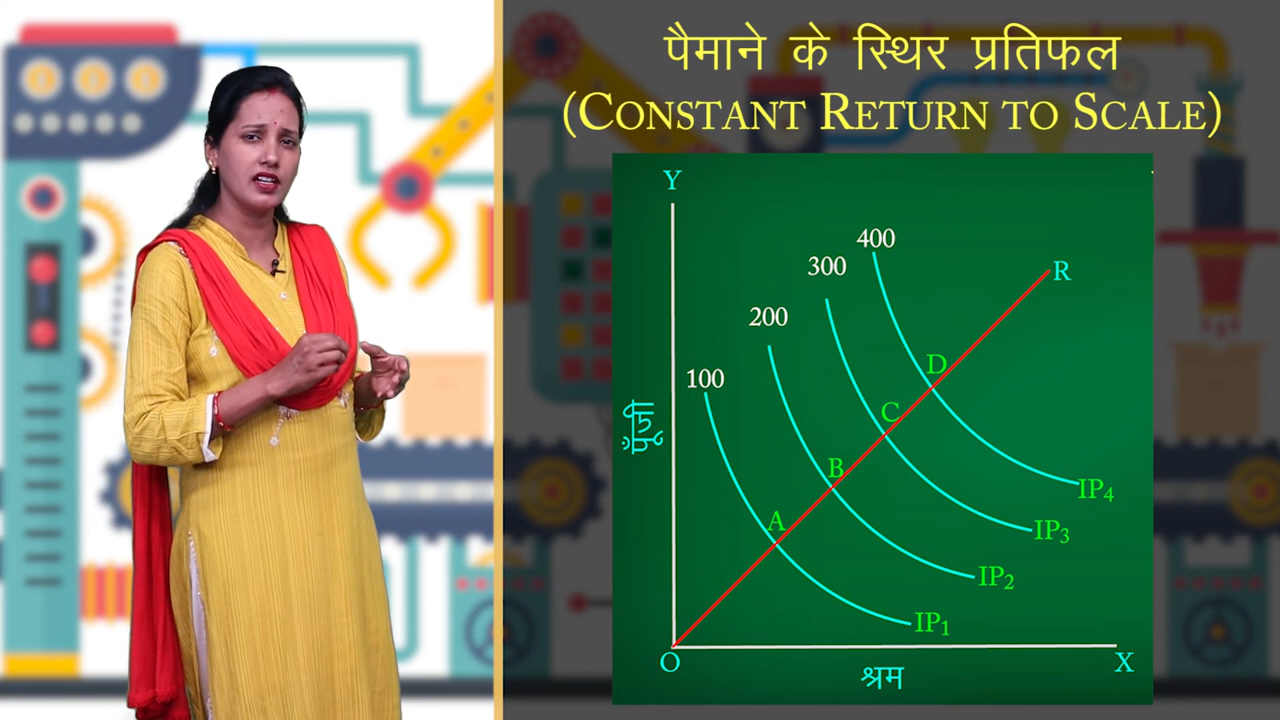 पैमाने के स्थिर प्रतिफल
(CONSTANT RETURN TO SCALE)
Y
400
R
300
200
D
100
C
पूँजी
B
IP4
A
IP3
IP2
IP1
O
श्रम
X